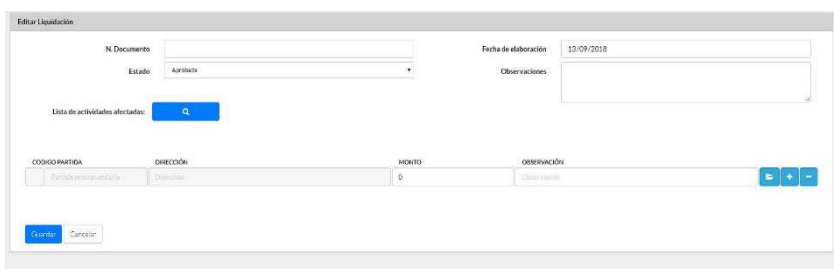 Editar Liquidación
N. Documento
Fecha de elaboración 13/09/2018
Estado Aprobada Observaciones
Lista de actividades afectadas:
CODIGO PARTIDA DIRECCIÓN MONTO OBSERVACIÓN
Partida presupuestaria Dirección 0 Observación
Guardar Cancelar